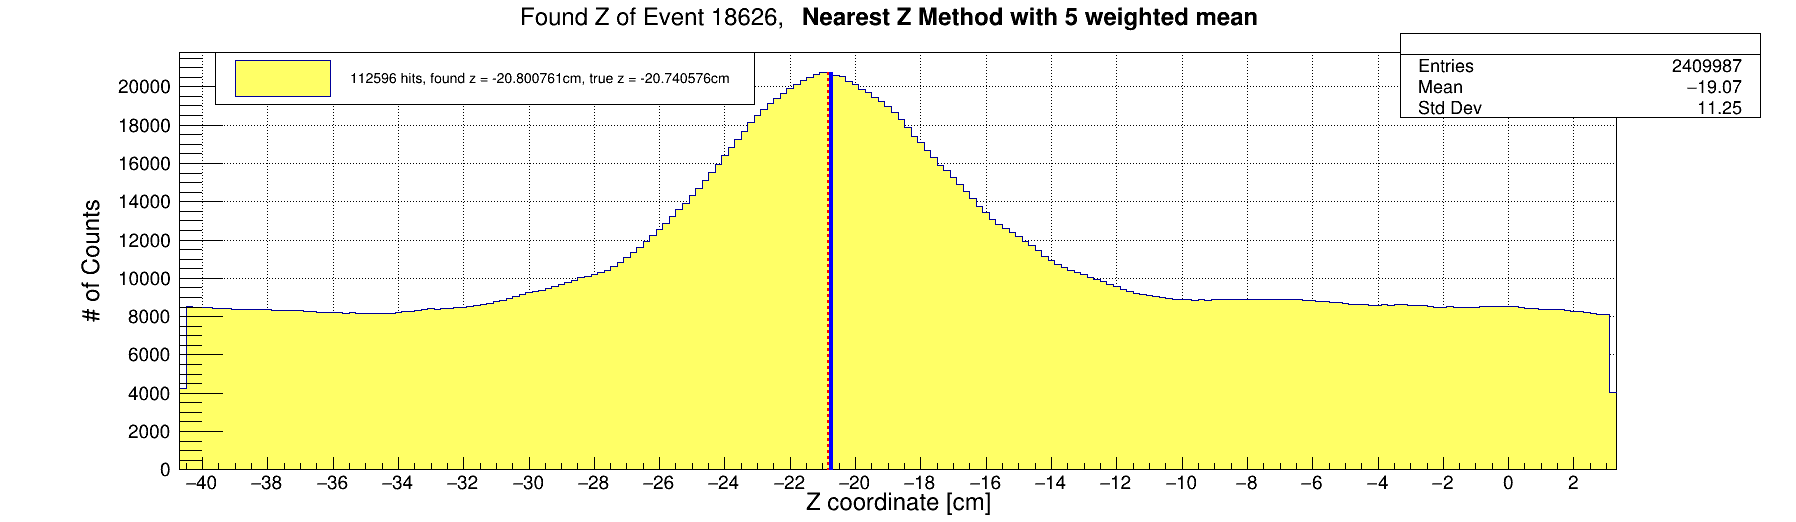 Found Z of Event 18626, Nearest Z Method with 5 weighted mean
112596 hits, found z = -20.800761cm, true z = -20.740576cm
Entries 2409987
Mean −19.07
Std Dev 11.25
# of Counts
20000
18000
16000
14000
12000
10000
8000
6000
4000
2000
0
−40 −38 −36 −34 −32 −30 −28 −26 −24 −22 −20 −18 −16 −14 −12 −10 −8 −6 −4 −2 0 2
Z coordinate [cm]